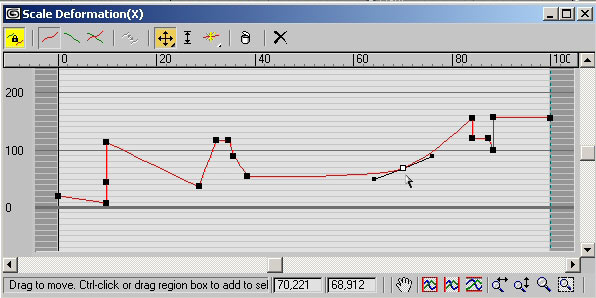 Scale Deformation(X)
0 20 40 60 80 100
200
100
0
Drag to move. Ctrl-click or drag region box to add to sel 70,221 68,912